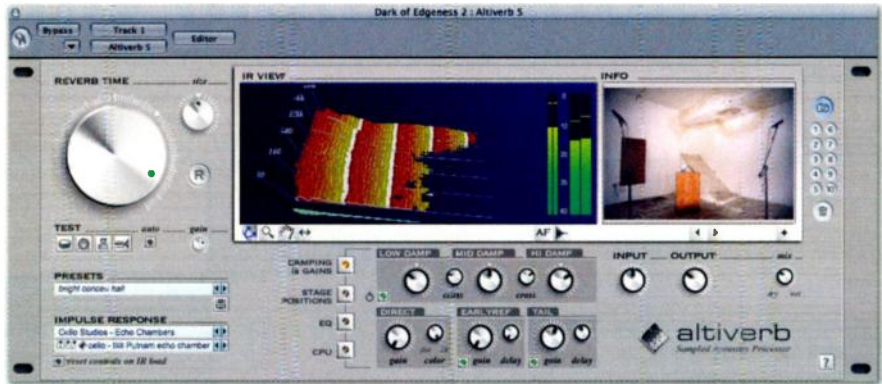 Dark of Edgeness 2 : Altiverb 5
Bypass
Track 1
Altiverb 5
Editor
REVERB TIME
size
IR VIEW
INFO
R
TEST
auto
gain
AF
PRESETS
bright concert hall
IMPULSE RESPONSE
Cello Studios - Echo Chambers
cello - Bill Putnam echo chamber
reset controls on IR load
DAMPING
& GAINS
STAGE
POSITIONS
EQ
CPU
LOW DAMP
MID DAMP
HI DAMP
cross
cross
DIRECT
gain
color
EARLYREF
gain
delay
TAIL
gain
delay
INPUT
OUTPUT
mix
dry
wet
altiverb
Sampled Acoustics Processor
?